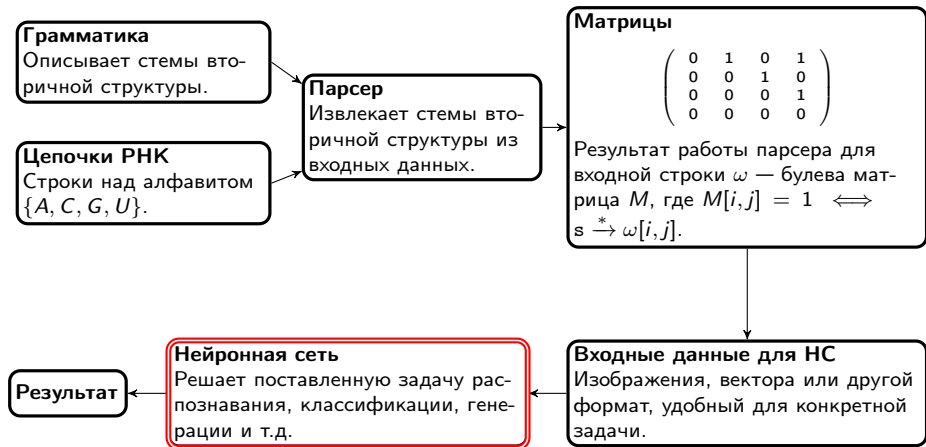 Грамматика
Описывает стемы вто-
ричной структуры.
Цепочки РНК
Строки над алфавитом
{A, C, G, U}.
Парсер
Извлекает стемы вто-
ричной структуры из
входных данных.
Матрицы
0 1 0 1
0 0 1 0
0 0 0 1
0 0 0 0
Результат работы парсера для
входной строки ω — булева мат-
рица M, где M[i, j] = 1 ⟺
s →* ω[i, j].
Входные данные для НС
Изображения, вектора или другой
формат, удобный для конкретной
задачи.
Нейронная сеть
Решает поставленную задачу рас-
познавания, классификации, гене-
рации и т.д.
Результат